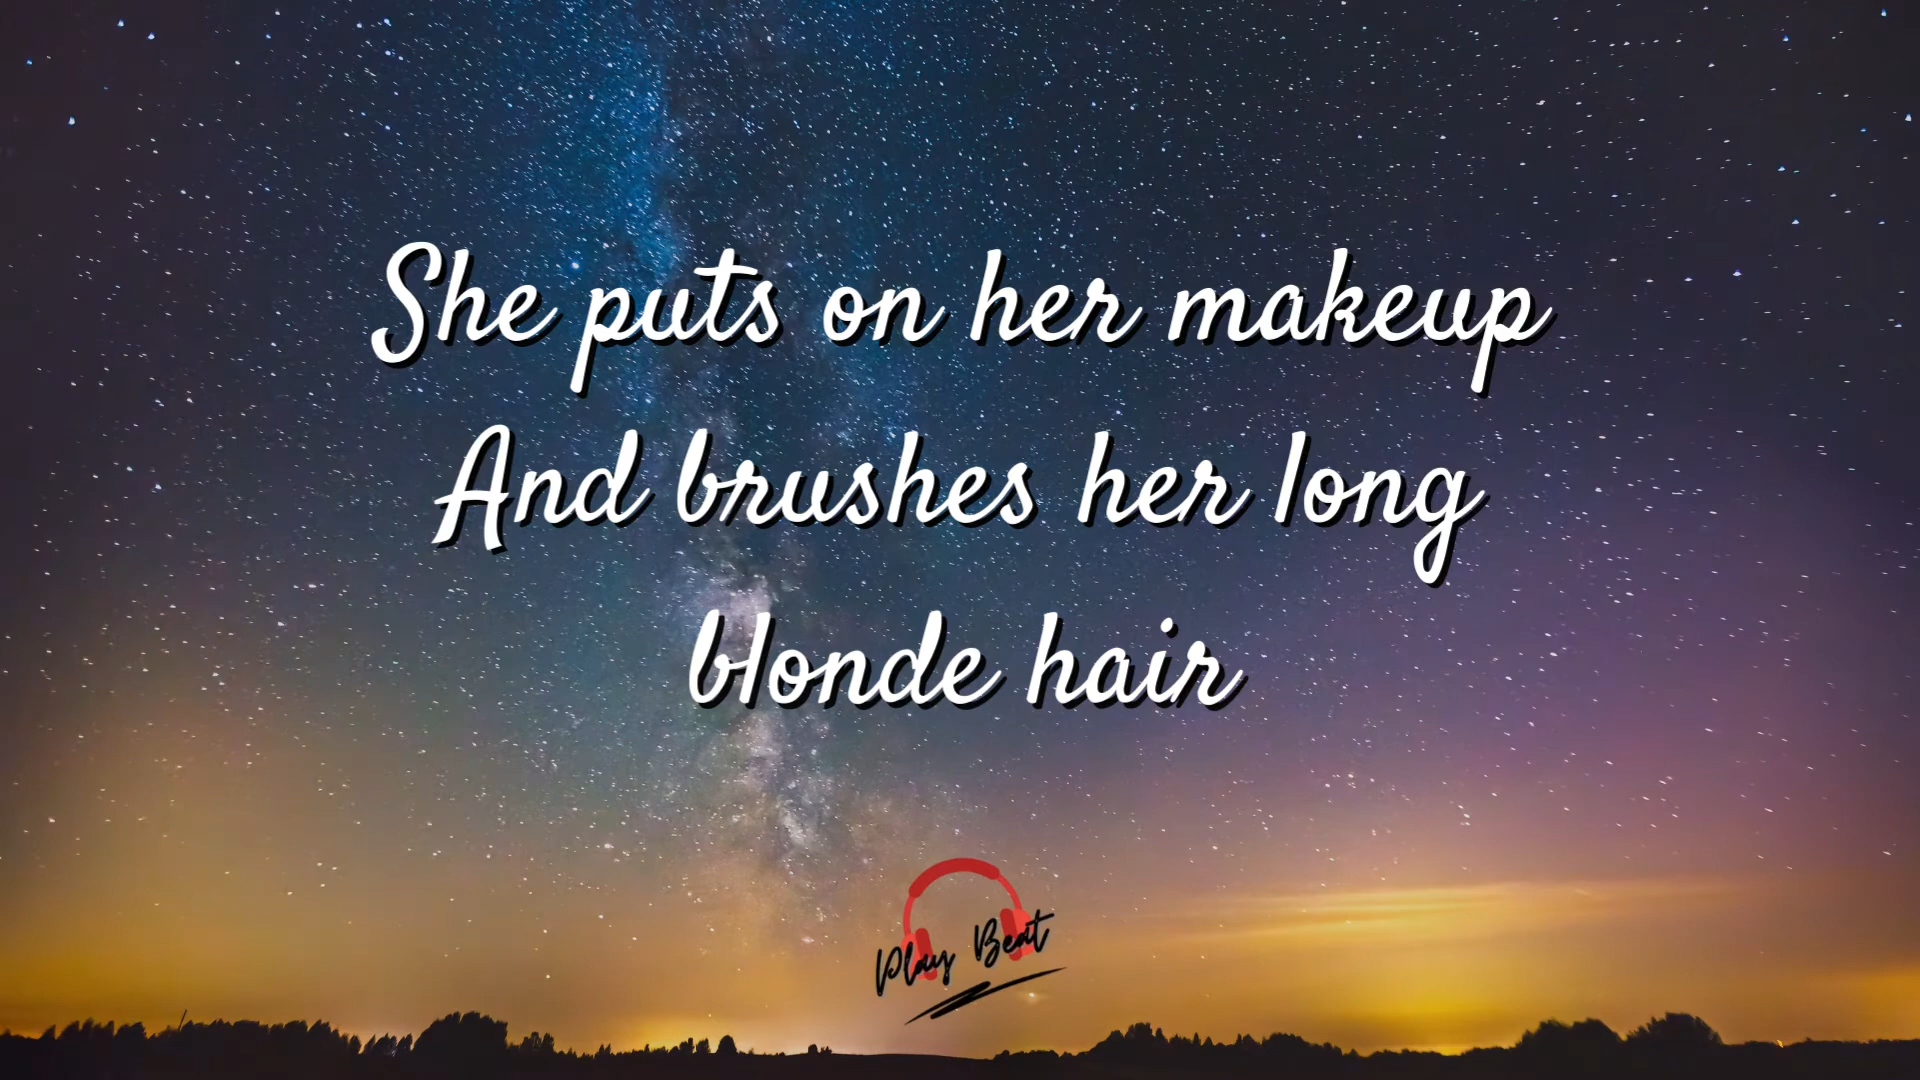 She puts on her makeup
And brushes her long
blonde hair
Play Beat